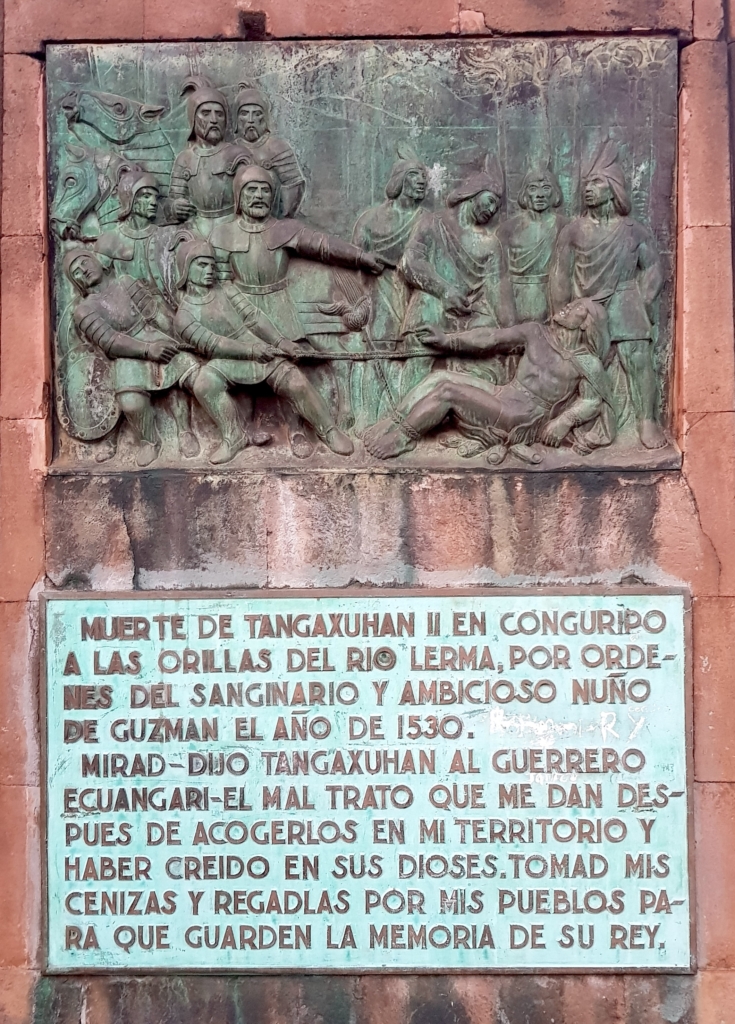 MUERTE DE TANGAXUHAN II EN CONGURIPO
A LAS ORILLAS DEL RIO LERMA, POR ORDE-
NES DEL SANGINARIO Y AMBICIOSO NUÑO
DE GUZMAN EL AÑO DE 1530.
MIRAD-DIJO TANGAXUHAN AL GUERRERO
ECUANGARI-EL MAL TRATO QUE ME DAN DES-
PUES DE ACOGERLOS EN MI TERRITORIO Y
HABER CREIDO EN SUS DIOSES. TOMAD MIS
CENIZAS Y REGADLAS POR MIS PUEBLOS PA-
RA QUE GUARDEN LA MEMORIA DE SU REY.